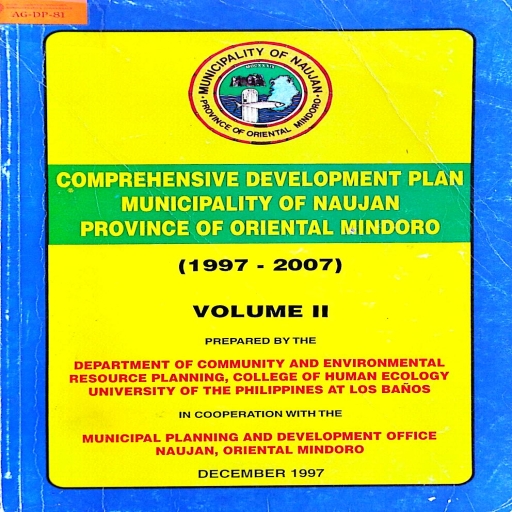 AG-DP-81
MUNICIPALITY OF NAUJAN
PROVINCE OF ORIENTAL MINDORO
COMPREHENSIVE DEVELOPMENT PLAN
MUNICIPALITY OF NAUJAN
PROVINCE OF ORIENTAL MINDORO
(1997 - 2007)
VOLUME II
PREPARED BY THE
DEPARTMENT OF COMMUNITY AND ENVIRONMENTAL
RESOURCE PLANNING, COLLEGE OF HUMAN ECOLOGY
UNIVERSITY OF THE PHILIPPINES AT LOS BAÑOS
IN COOPERATION WITH THE
MUNICIPAL PLANNING AND DEVELOPMENT OFFICE
NAUJAN, ORIENTAL MINDORO
DECEMBER 1997